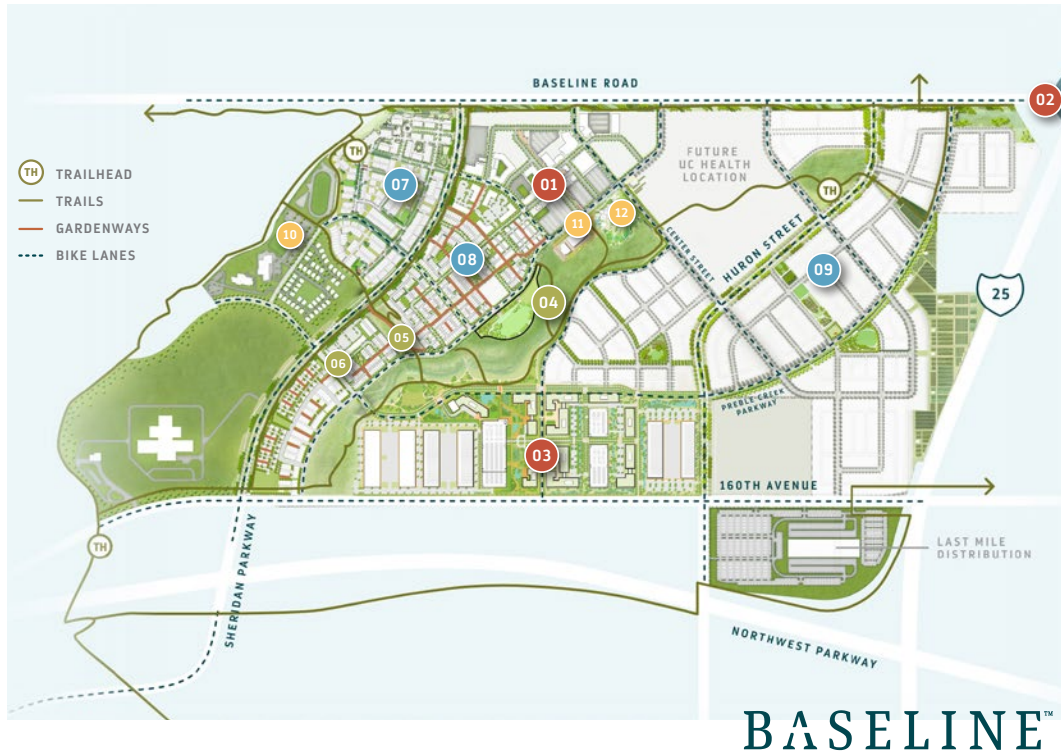 BASELINE ROAD
02
TH
TH TRAILHEAD
TRAILS
GARDENWAYS
BIKE LANES
07
01
FUTURE
UC HEALTH
LOCATION
TH
10
11
12
08
CENTER STREET
HURON STREET
09
25
04
05
06
PREBLE CREEK
PARKWAY
03
160TH AVENUE
TH
SHERIDAN PARKWAY
LAST MILE
DISTRIBUTION
NORTHWEST PARKWAY
BASELINE™